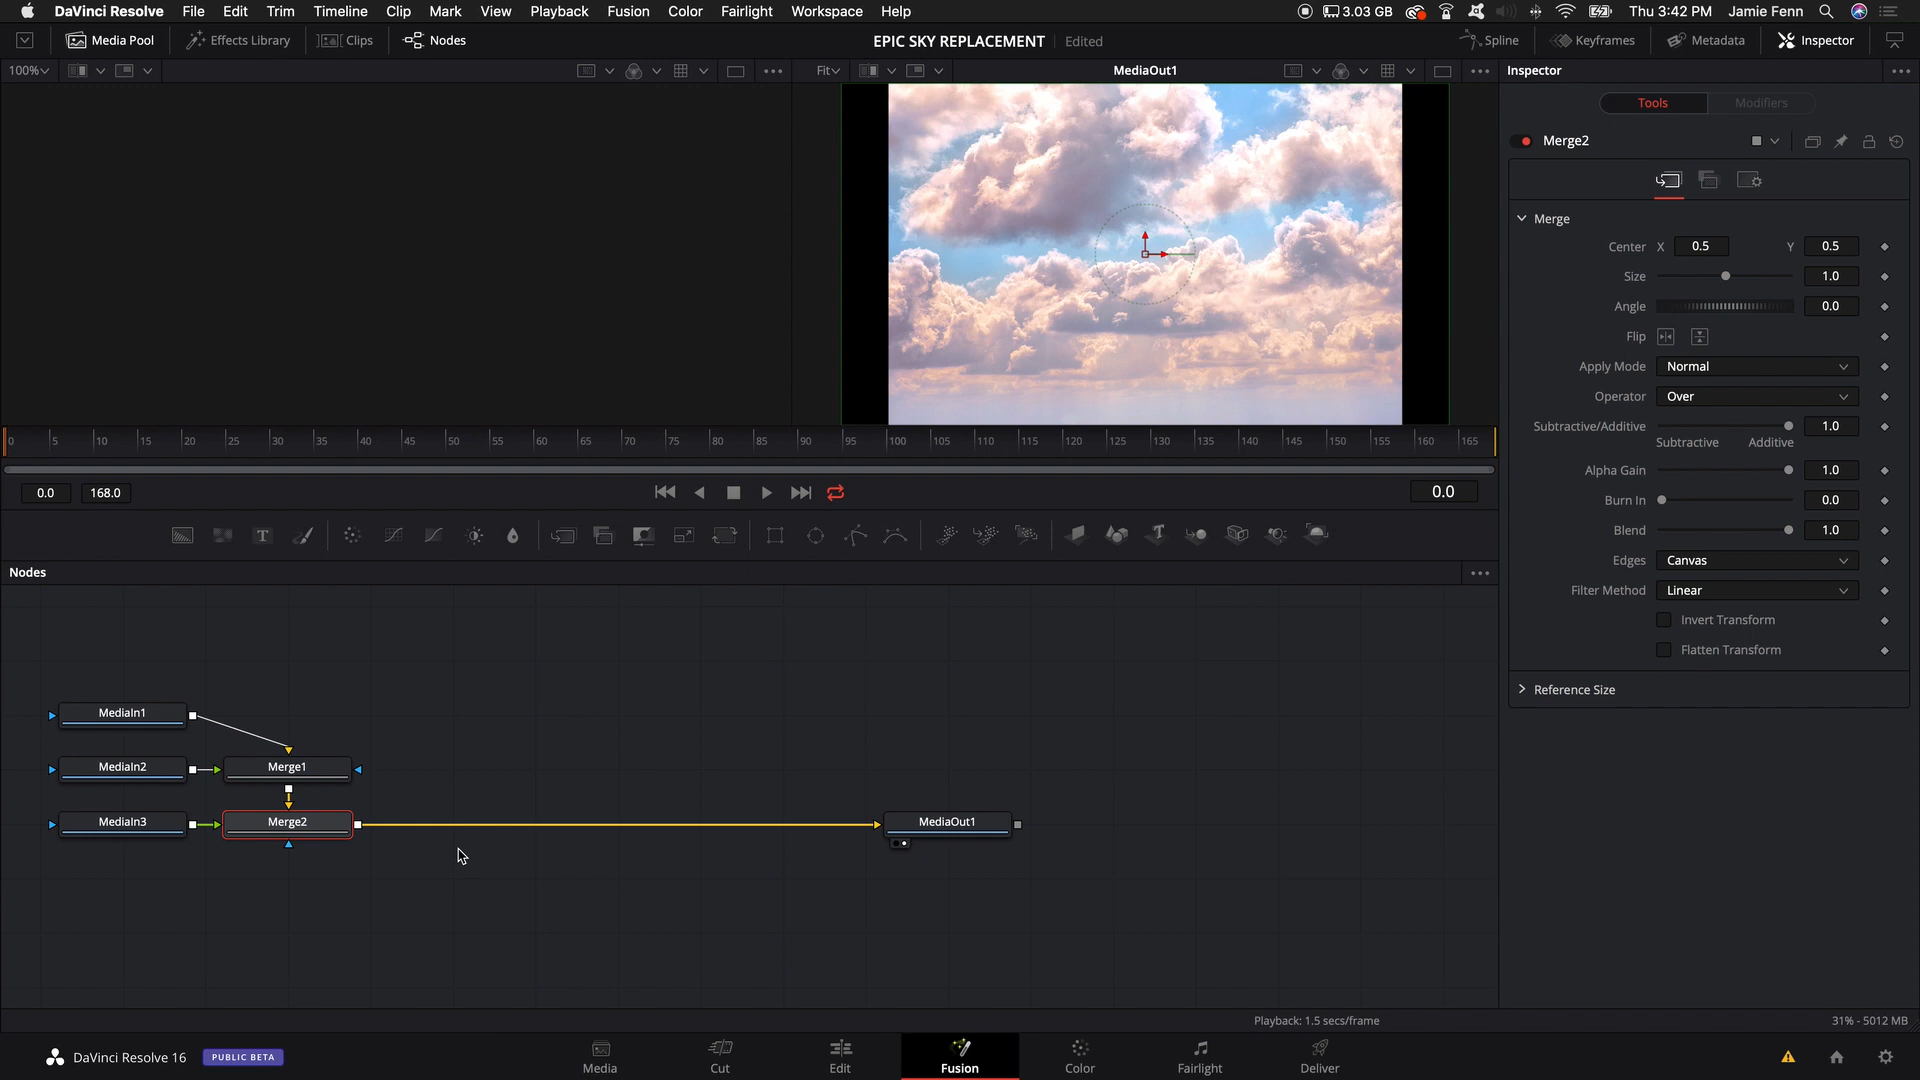 DaVinci Resolve File Edit Trim Timeline Clip Mark View Playback Fusion Color Fairlight Workspace Help 3.03 GB Thu 3:42 PM Jamie Fenn
Media Pool Effects Library Clips Nodes EPIC SKY REPLACEMENT Edited Spline Keyframes Metadata Inspector
100% Fit MediaOut1 Inspector
Tools Modifiers
Merge2
Merge
Center X 0.5 Y 0.5
Size 1.0
Angle 0.0
Flip
Apply Mode Normal
Operator Over
Subtractive/Additive 1.0
Subtractive Additive
Alpha Gain 1.0
Burn In 0.0
Blend 1.0
Edges Canvas
Filter Method Linear
Invert Transform
Flatten Transform
Reference Size
0 5 10 15 20 25 30 35 40 45 50 55 60 65 70 75 80 85 90 95 100 105 110 115 120 125 130 135 140 145 150 155 160 165
0.0 168.0 0.0
T T
Nodes
MediaIn1
MediaIn2 Merge1
MediaIn3 Merge2 MediaOut1
Playback: 1.5 secs/frame 31% - 5012 MB
DaVinci Resolve 16 PUBLIC BETA Media Cut Edit Fusion Color Fairlight Deliver